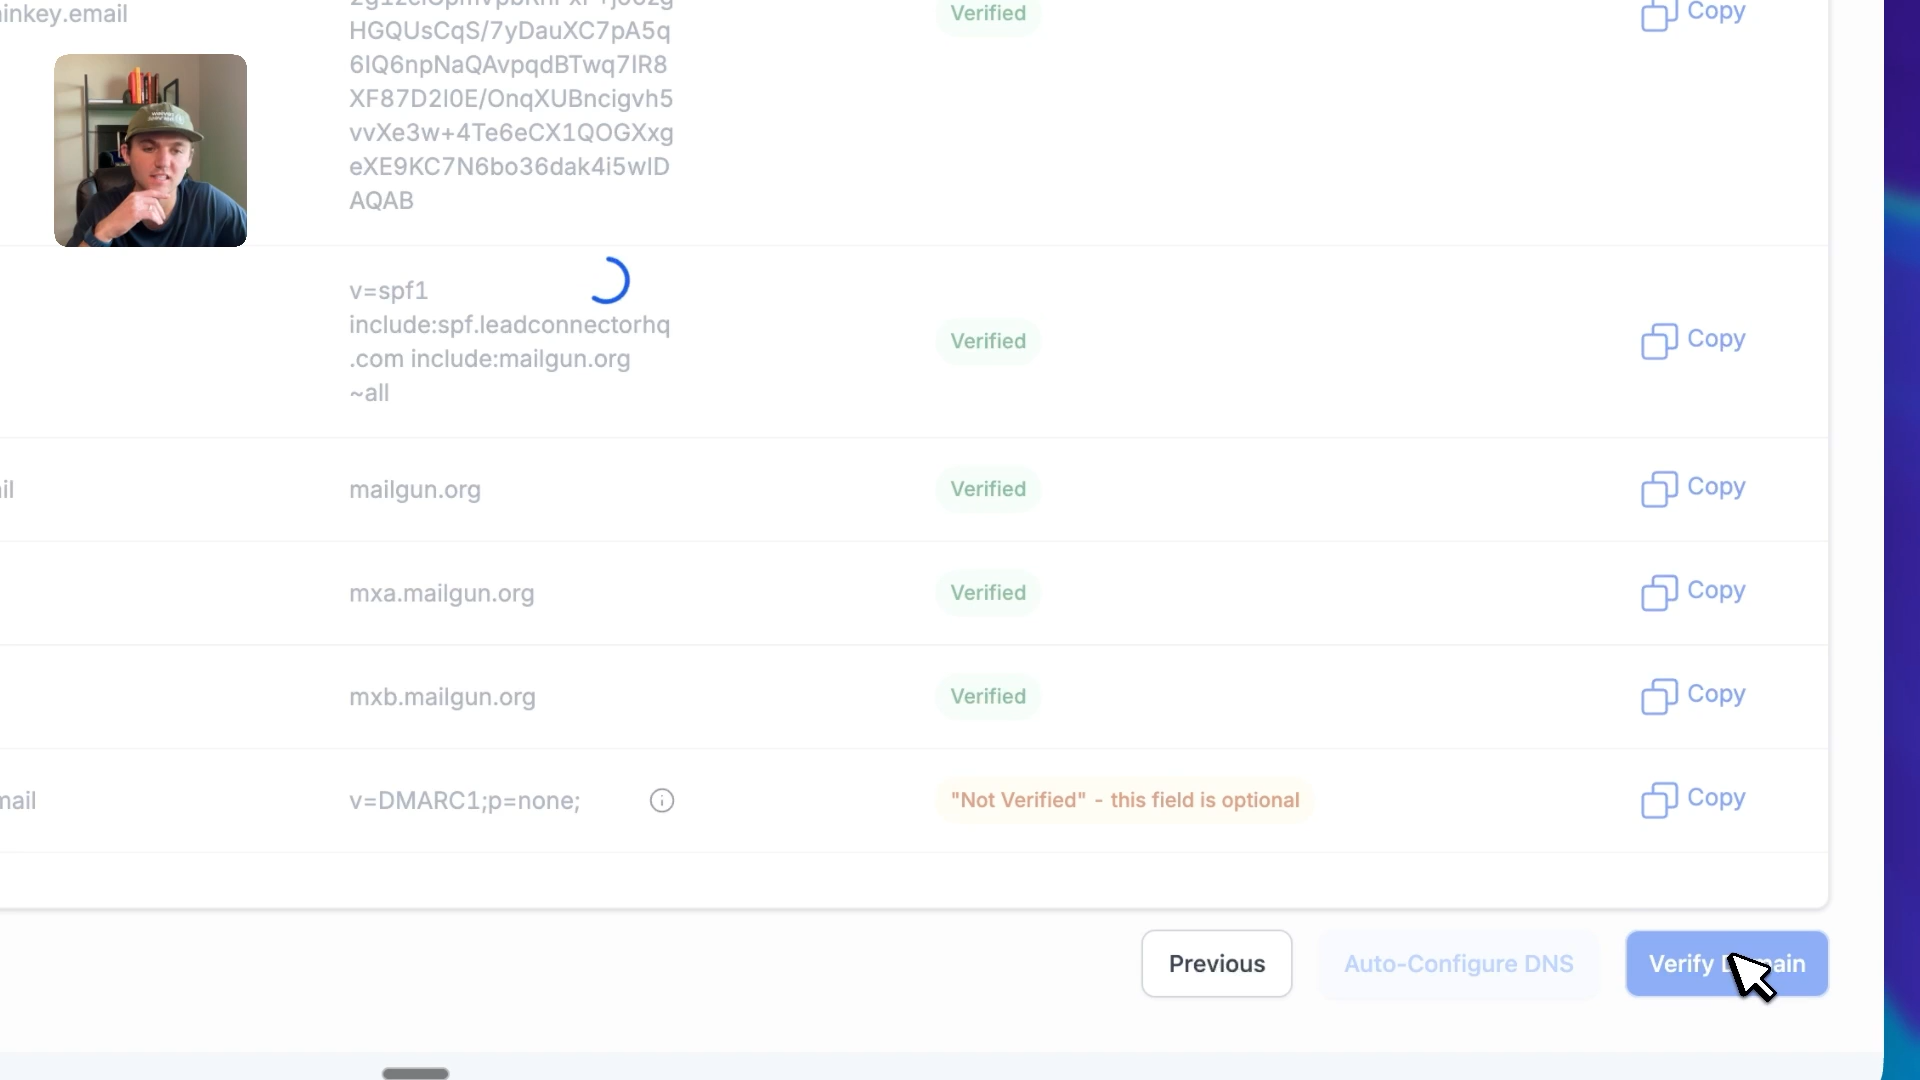 inkey.email
Verified
Copy
HGQUsCqS/7yDauXC7pA5q
6IQ6npNaQAvpqdBTwq7IR8
XF87D2I0E/OnqXUBncigvh5
vvXe3w+4Te6eCX1QOGXxg
eXE9KC7N6bo36dak4i5wID
AQAB
v=spf1
include:spf.leadconnectorhq
.com include:mailgun.org
~all
Verified
Copy
il
mailgun.org
Verified
Copy
mxa.mailgun.org
Verified
Copy
mxb.mailgun.org
Verified
Copy
mail
v=DMARC1;p=none;
"Not Verified" - this field is optional
Copy
Previous
Auto-Configure DNS
Verify Domain